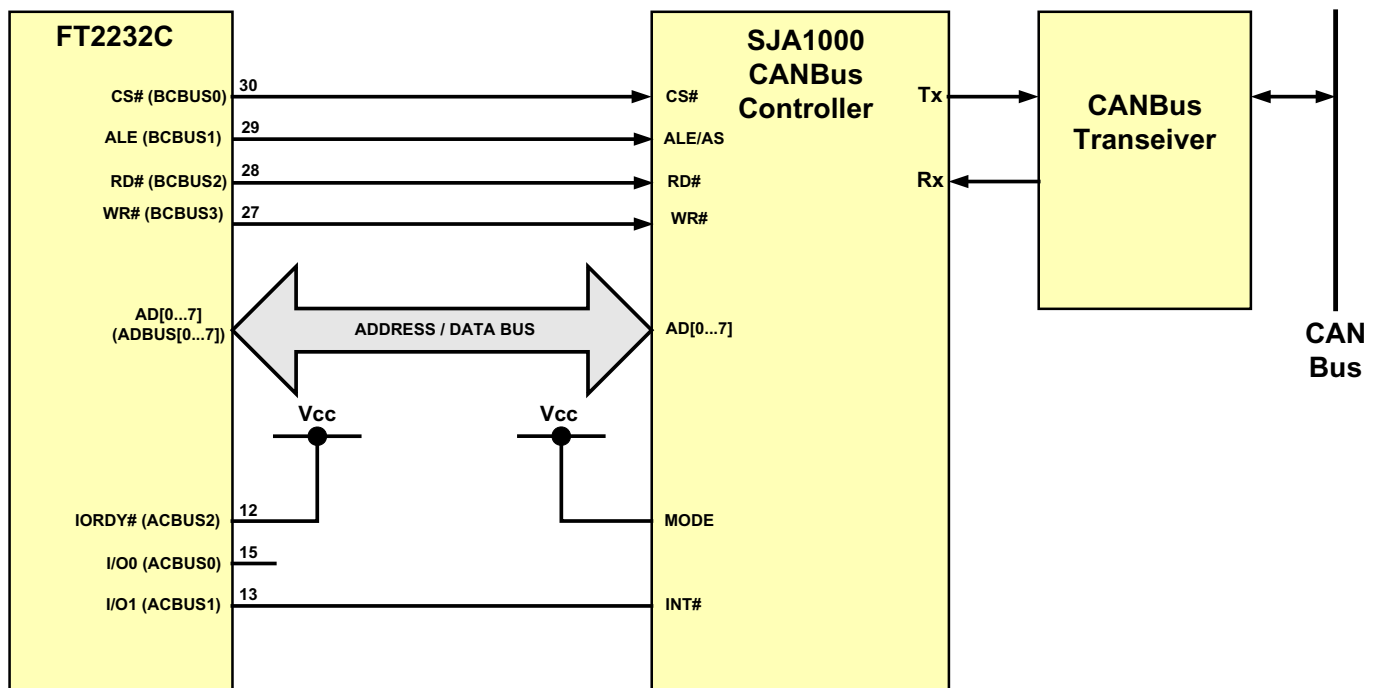 FT2232C
CS# (BCBUS0)
30
ALE (BCBUS1)
29
RD# (BCBUS2)
28
WR# (BCBUS3)
27
AD[0...7]
(ADBUS[0...7])
ADDRESS / DATA BUS
Vcc
Vcc
IORDY# (ACBUS2)
12
I/O0 (ACBUS0)
15
I/O1 (ACBUS1)
13
SJA1000
CANBus
Controller
CS#
ALE/AS
RD#
WR#
AD[0...7]
MODE
INT#
Tx
Rx
CANBus
Transeiver
CAN
Bus